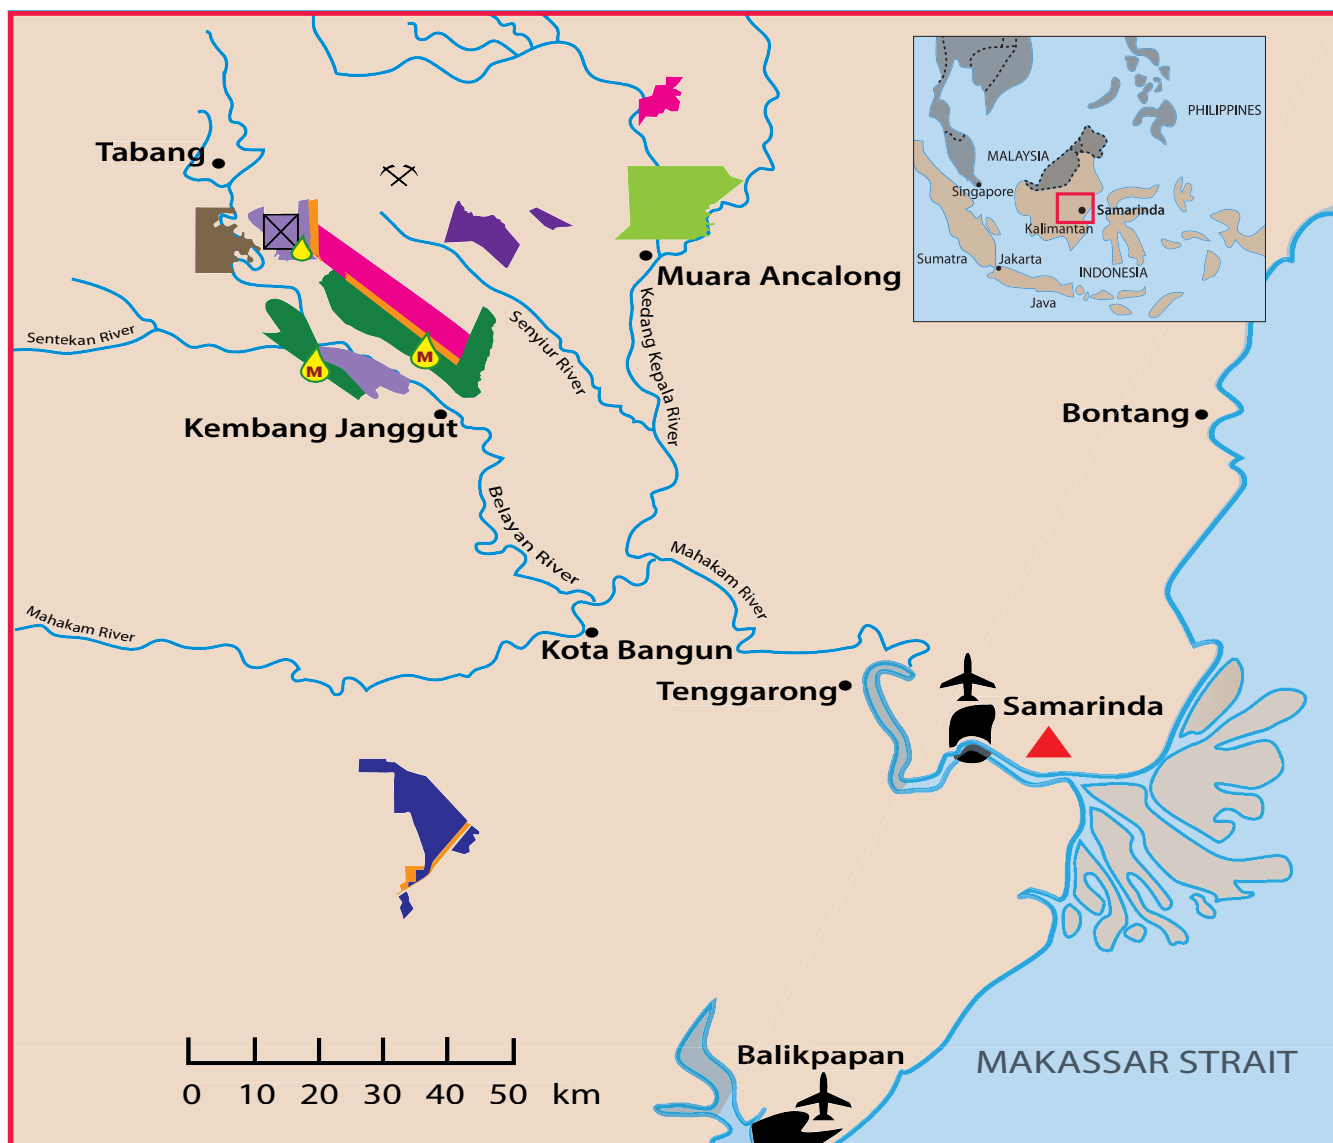 PHILIPPINES
Tabang
MALAYSIA
Singapore
Samarinda
Kalimantan
Sumatra
Jakarta
INDONESIA
Java
Muara Ancalong
Sentekan River
Senyiur River
Kedang Kepala River
M
M
Kembang Janggut
Bontang
Belayan River
Mahakam River
Mahakam River
Kota Bangun
Tenggarong
Samarinda
Balikpapan
MAKASSAR STRAIT
0 10 20 30 40 50 km